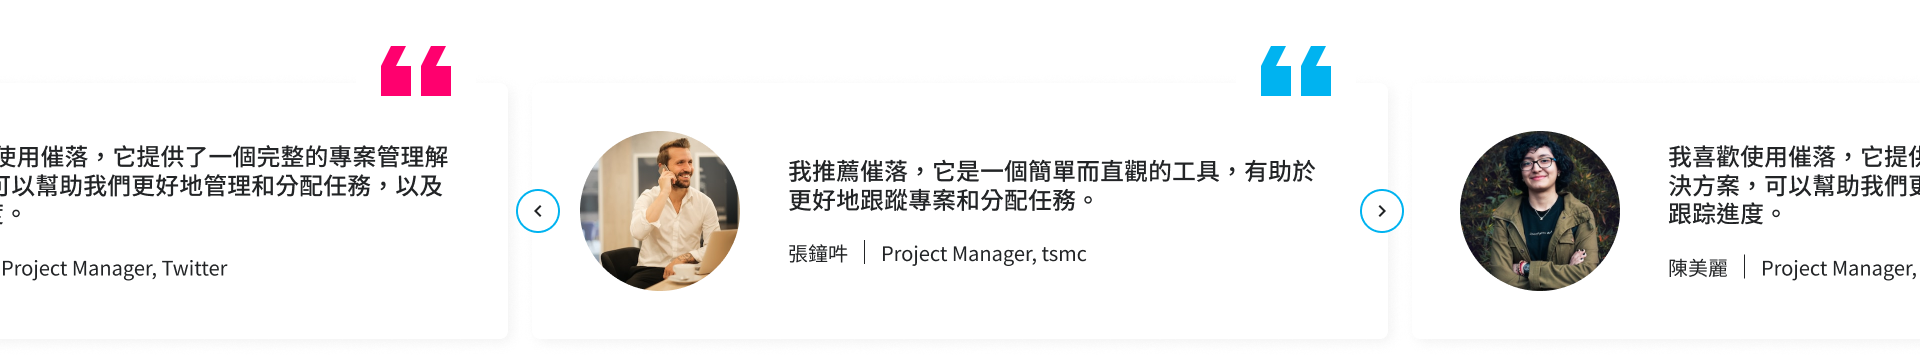 使用催落，它提供了一個完整的專案管理解
可以幫助我們更好地管理和分配任務，以及
度。
Project Manager, Twitter
我推薦催落，它是一個簡單而直觀的工具，有助於
更好地跟蹤專案和分配任務。
張鐘吽 Project Manager, tsmc
我喜歡使用催落，它提供
決方案，可以幫助我們更
跟踪進度。
陳美麗 Project Manager,